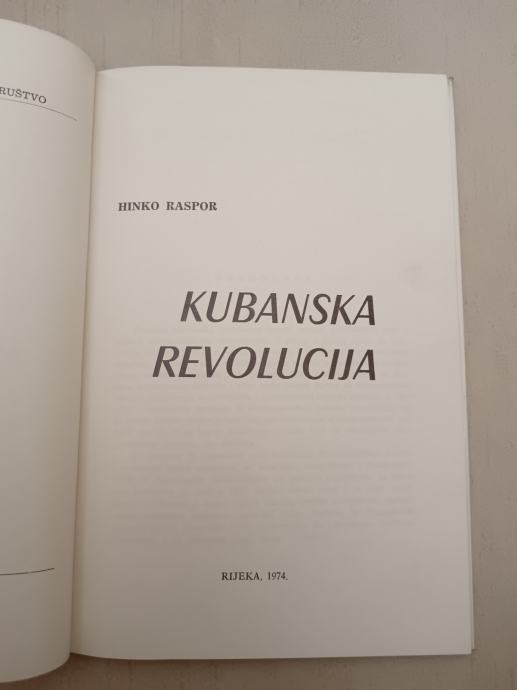 RUŠTVO
HINKO RASPOR
KUBANSKA
REVOLUCIJA
RIJEKA, 1974.